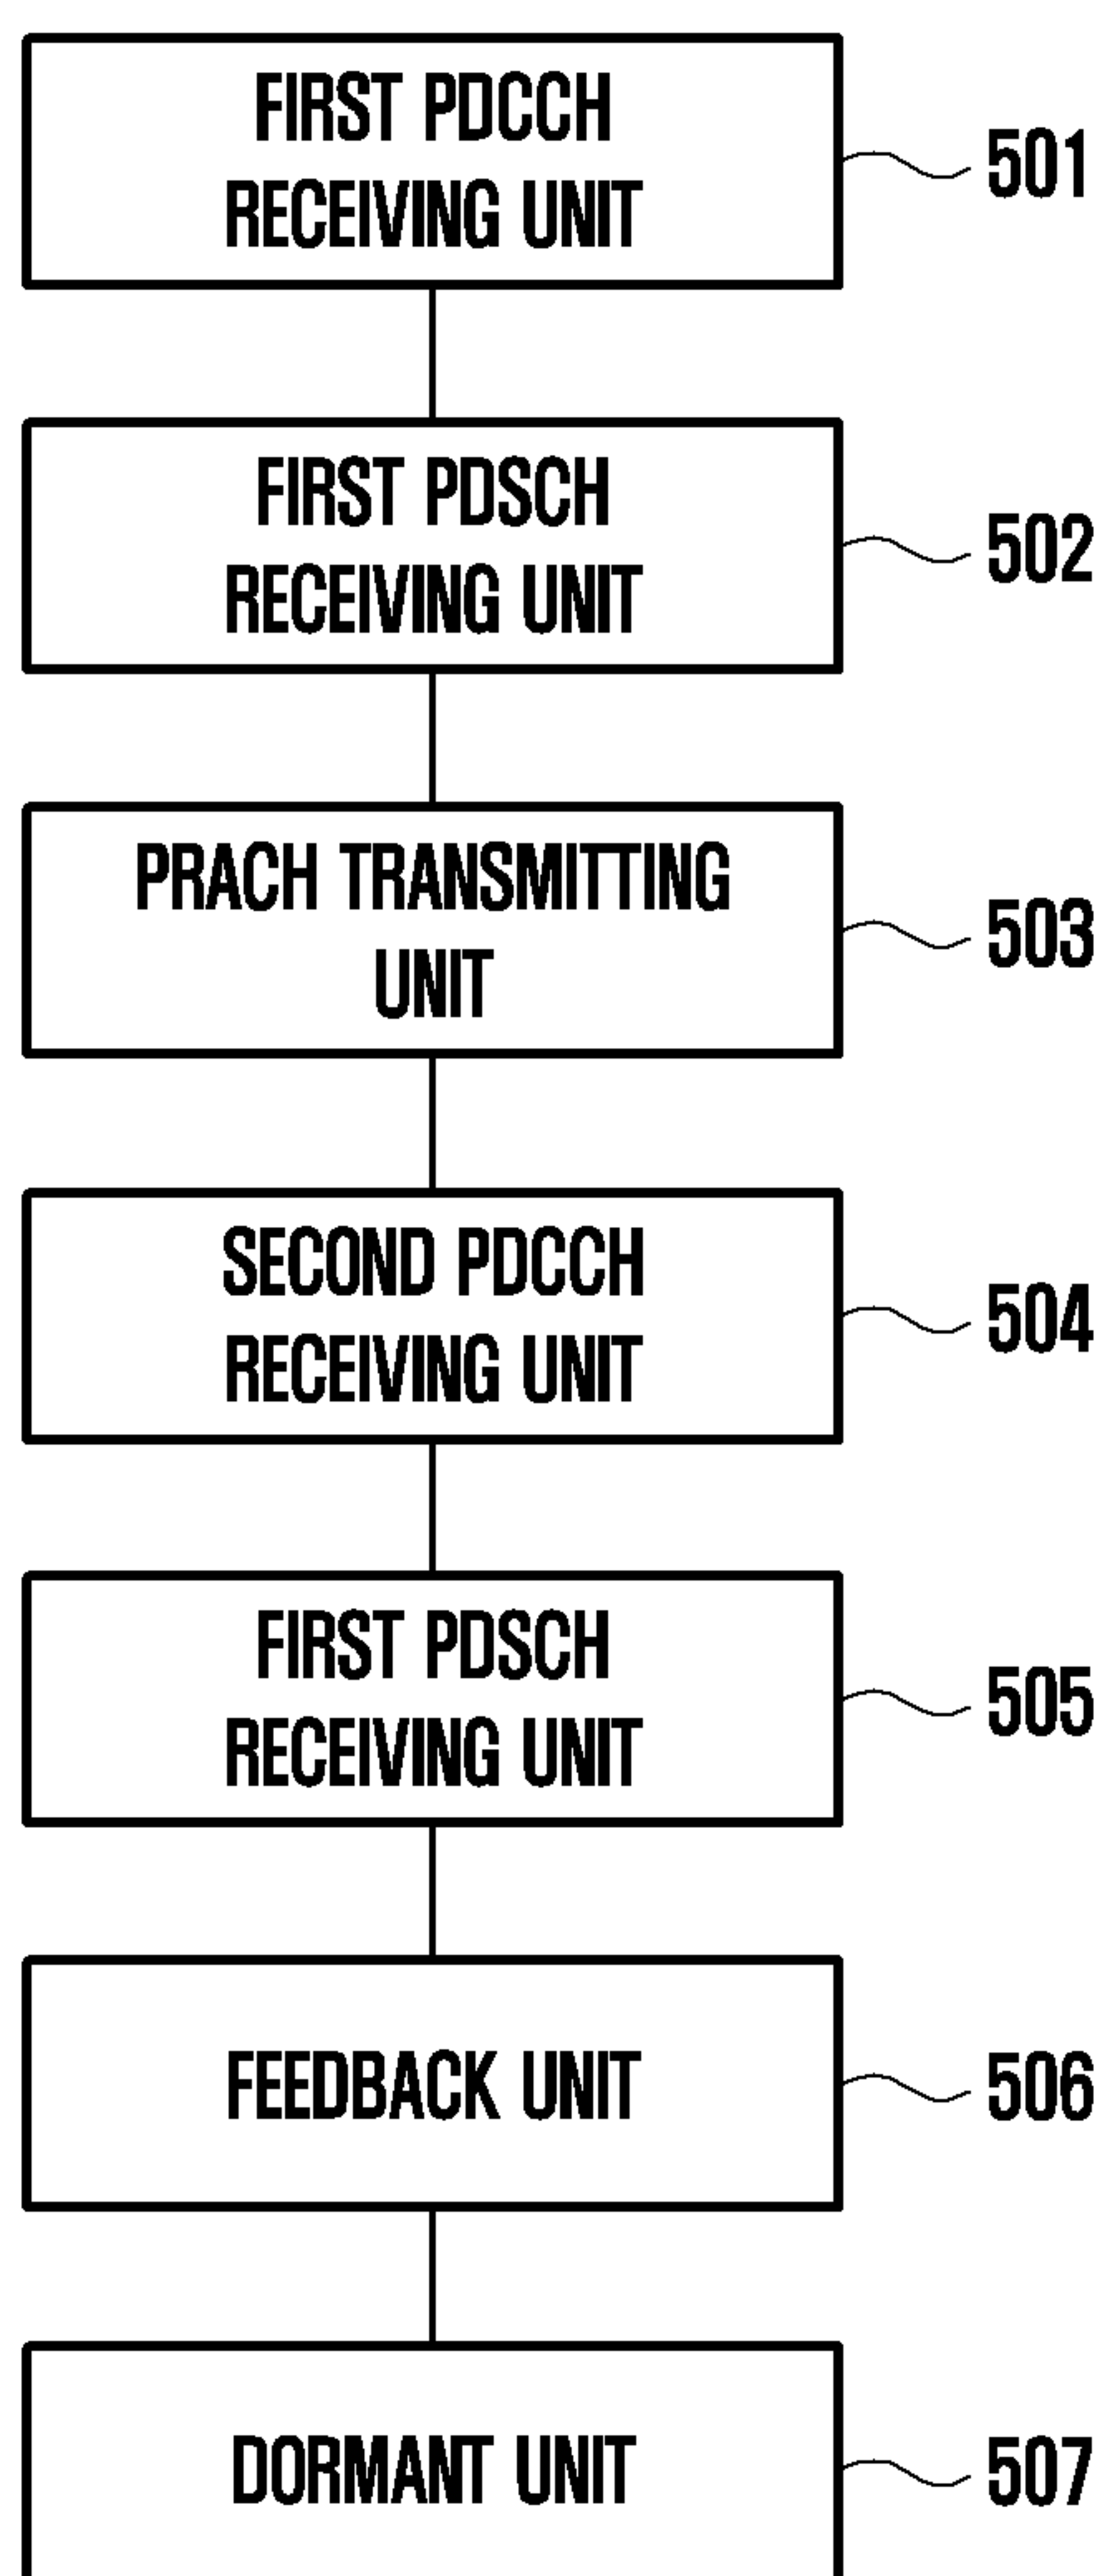 FIRST PDCCH
RECEIVING UNIT
501
FIRST PDSCH
RECEIVING UNIT
502
PRACH TRANSMITTING
UNIT
503
SECOND PDCCH
RECEIVING UNIT
504
FIRST PDSCH
RECEIVING UNIT
505
FEEDBACK UNIT
506
DORMANT UNIT
507